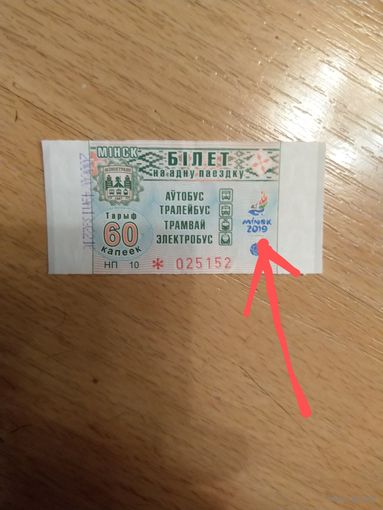 МІНСК
БІЛЕТ
на адну паездку
Тарыф
60
капеек
АЎТОБУС
ТРАЛЕЙБУС
ТРАМВАЙ
ЭЛЕКТРОБУС
MINSK
2019
НП 10 * 025152